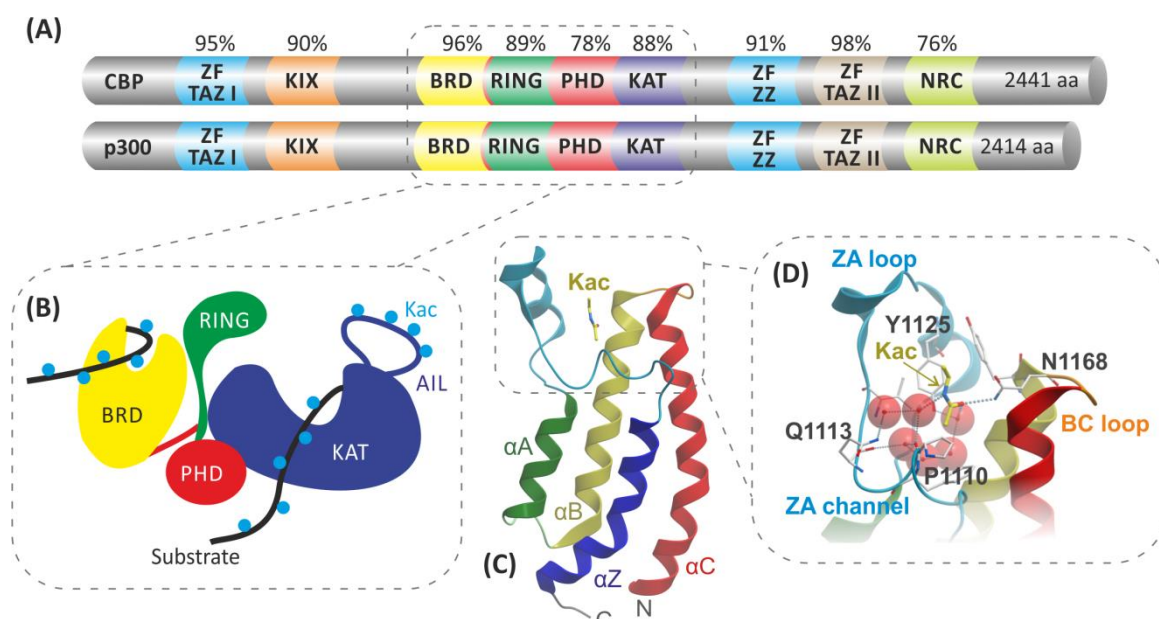 (A)
95% 90% 96% 89% 78% 88% 91% 98% 76%
CBP ZF TAZ I KIX BRD RING PHD KAT ZF ZZ ZF TAZ II NRC 2441 aa
p300 ZF TAZ I KIX BRD RING PHD KAT ZF ZZ ZF TAZ II NRC 2414 aa
(B)
RING
Kac
AIL
BRD
KAT
PHD
Substrate
Kac
αA
αB
(C)
αZ
αC
N
(D)
ZA loop
Y1125
Kac
N1168
BC loop
Q1113
P1110
ZA channel